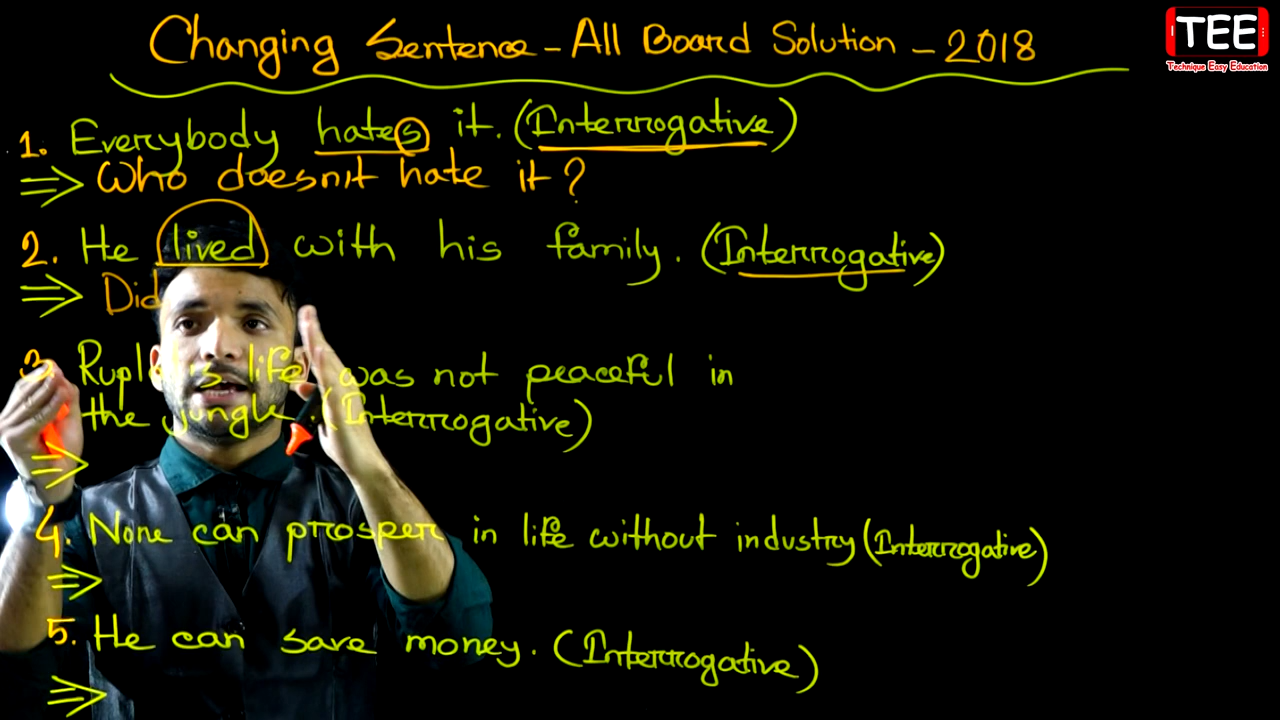 Changing Sentence - All Board Solution - 2018
TEE
Technique Easy Education
1. Everybody hates it. (Interrogative)
⇒ Who doesn't hate it?
2. He lived with his family. (Interrogative)
⇒ Did
3. life was not peaceful in
the jungle. (Interrogative)
⇒
4. None can prosper in life without industry (Interrogative)
⇒
5. He can save money. (Interrogative)
⇒